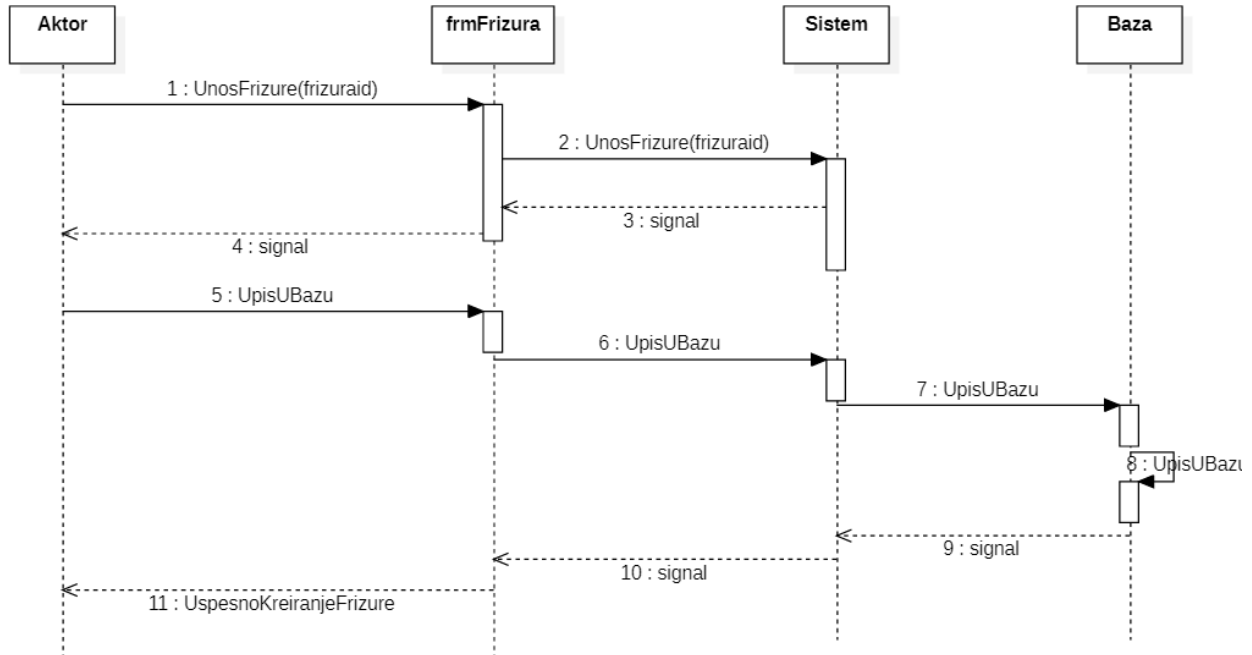 Aktor
frmFrizura
Sistem
Baza
1 : UnosFrizure(frizuraid)
2 : UnosFrizure(frizuraid)
3 : signal
4 : signal
5 : UpisUBazu
6 : UpisUBazu
7 : UpisUBazu
8 : UpisUBazu
9 : signal
10 : signal
11 : UspesnoKreiranjeFrizure